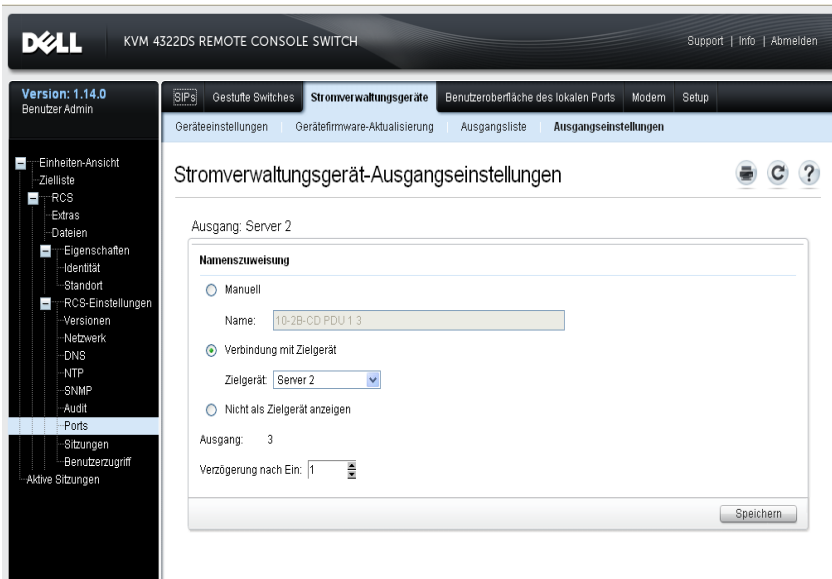 DELL KVM 4322DS REMOTE CONSOLE SWITCH Support | Info | Abmelden
Version: 1.14.0
Benutzer Admin
SIPs Gestufte Switches Stromverwaltungsgeräte Benutzeroberfläche des lokalen Ports Modem Setup
Geräteeinstellungen Gerätefirmware-Aktualisierung Ausgangsliste Ausgangseinstellungen
Einheiten-Ansicht
Zielliste
RCS
Extras
Dateien
Eigenschaften
Identität
Standort
RCS-Einstellungen
Versionen
Netzwerk
DNS
NTP
SNMP
Audit
Ports
Sitzungen
Benutzerzugriff
Aktive Sitzungen
Stromverwaltungsgerät-Ausgangseinstellungen
Ausgang: Server 2
Namenszuweisung
Manuell
Name: 10-2B-CD PDU 1 3
Verbindung mit Zielgerät
Zielgerät: Server 2
Nicht als Zielgerät anzeigen
Ausgang: 3
Verzögerung nach Ein: 1
Speichern